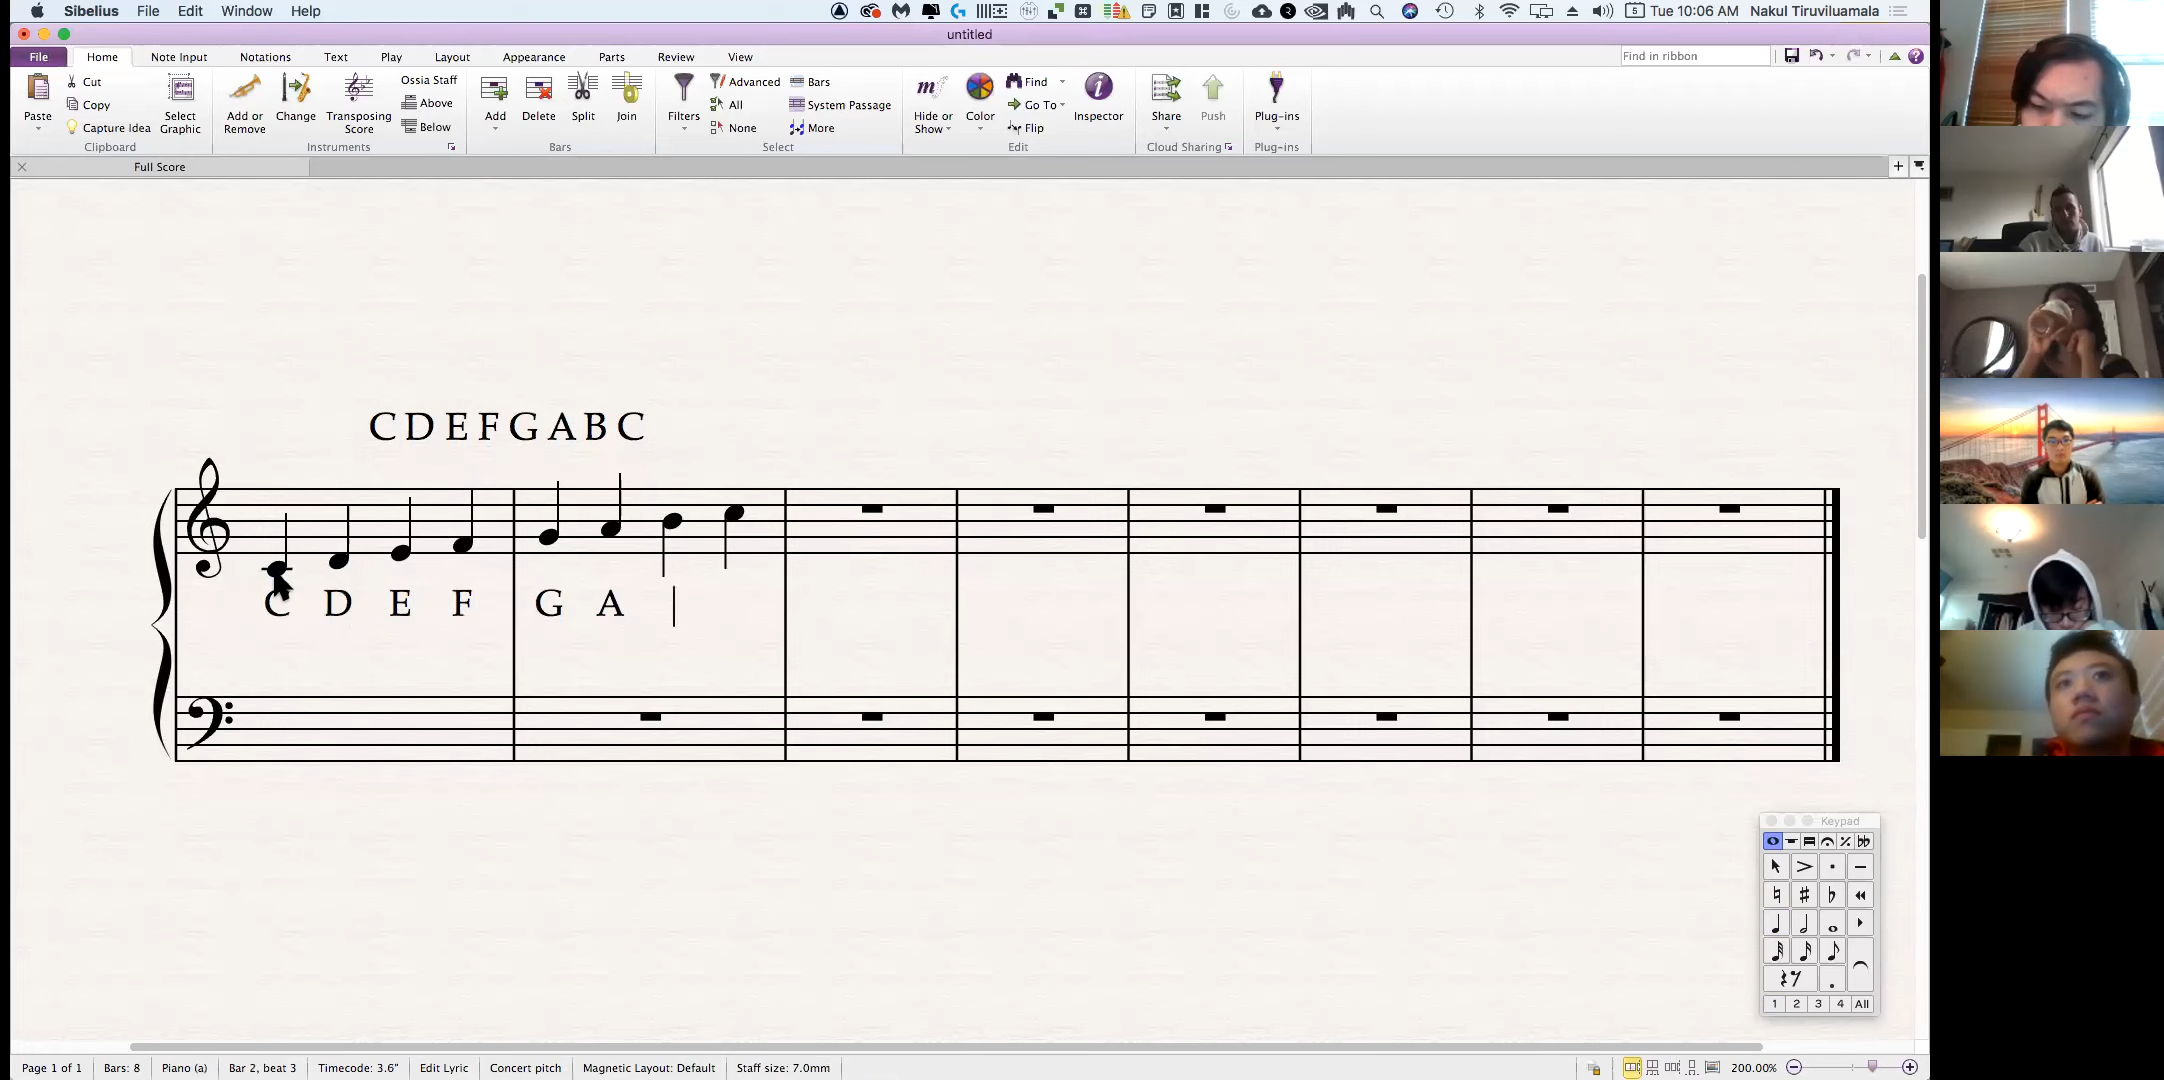 Sibelius File Edit Window Help Tue 10:06 AM Nakul Tiruviluamala
untitled
File Home Note Input Notations Text Play Layout Appearance Parts Review View Find in ribbon
Cut Ossia Staff Advanced Bars Find
Copy Above All System Passage Go To
Capture Idea Below None More Flip
Paste Select Graphic Add or Remove Change Transposing Score Add Delete Split Join Filters Hide or Show Color Inspector Share Push Plug-ins
Clipboard Instruments Bars Select Edit Cloud Sharing Plug-ins
Full Score
C D E F G A B C
C D E F G A
Keypad
1 2 3 4 All
Page 1 of 1 Bars: 8 Piano (a) Bar 2, beat 3 Timecode: 3.6" Edit Lyric Concert pitch Magnetic Layout: Default Staff size: 7.0mm 200.00%